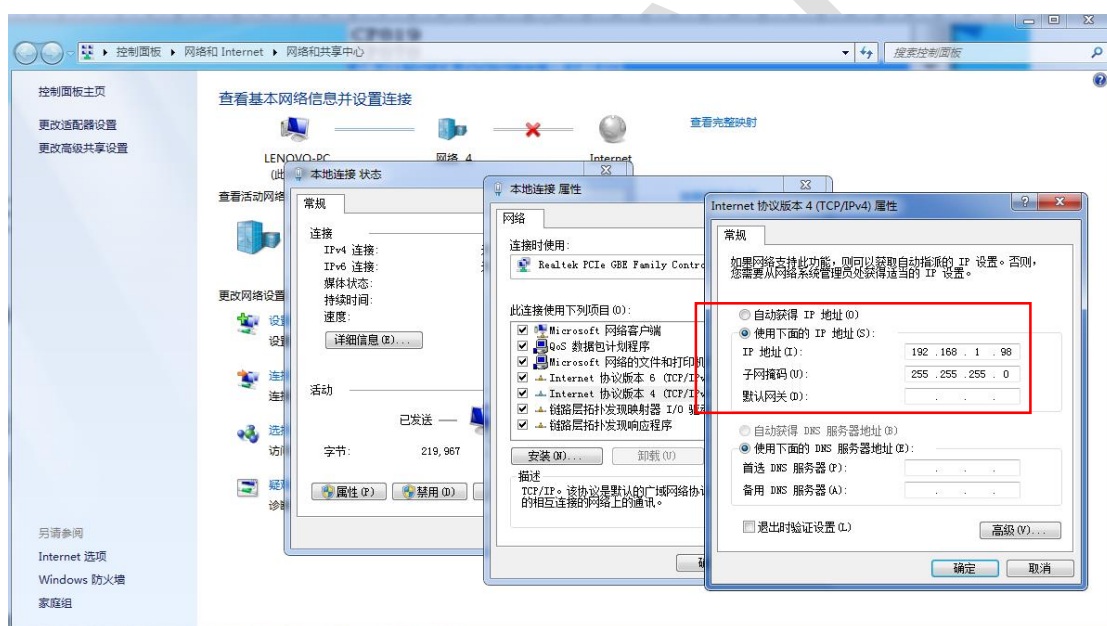 CP019
控制面板 ▸ 网络和 Internet ▸ 网络和共享中心
搜索控制面板
控制面板主页
更改适配器设置
更改高级共享设置
另请参阅
Internet 选项
Windows 防火墙
家庭组
查看基本网络信息并设置连接
查看完整映射
LENOVO-PC
网络 4
Internet
查看活动网络
更改网络设置
本地连接 状态
常规
连接
IPv4 连接:
IPv6 连接:
媒体状态:
持续时间:
速度:
详细信息(E)...
活动
已发送 —
字节:
219,967
属性(P)
禁用(D)
本地连接 属性
网络
连接时使用:
Realtek PCIe GBE Family Contro
此连接使用下列项目(O):
Microsoft 网络客户端
QoS 数据包计划程序
Microsoft 网络的文件和打印机
Internet 协议版本 6 (TCP/IPv
Internet 协议版本 4 (TCP/IPv
链路层拓扑发现映射器 I/O 驱动
链路层拓扑发现响应程序
安装(N)...
卸载(U)
描述
TCP/IP。该协议是默认的广域网络协议
的相互连接的网络上的通讯。
Internet 协议版本 4 (TCP/IPv4) 属性
常规
如果网络支持此功能，则可以获取自动指派的 IP 设置。否则，
您需要从网络系统管理员处获得适当的 IP 设置。
自动获得 IP 地址(O)
使用下面的 IP 地址(S):
IP 地址(I):
192 .168 . 1 . 98
子网掩码(U):
255 .255 .255 . 0
默认网关(D):
自动获得 DNS 服务器地址(B)
使用下面的 DNS 服务器地址(E):
首选 DNS 服务器(P):
备用 DNS 服务器(A):
退出时验证设置(L)
高级(V)...
确定
取消